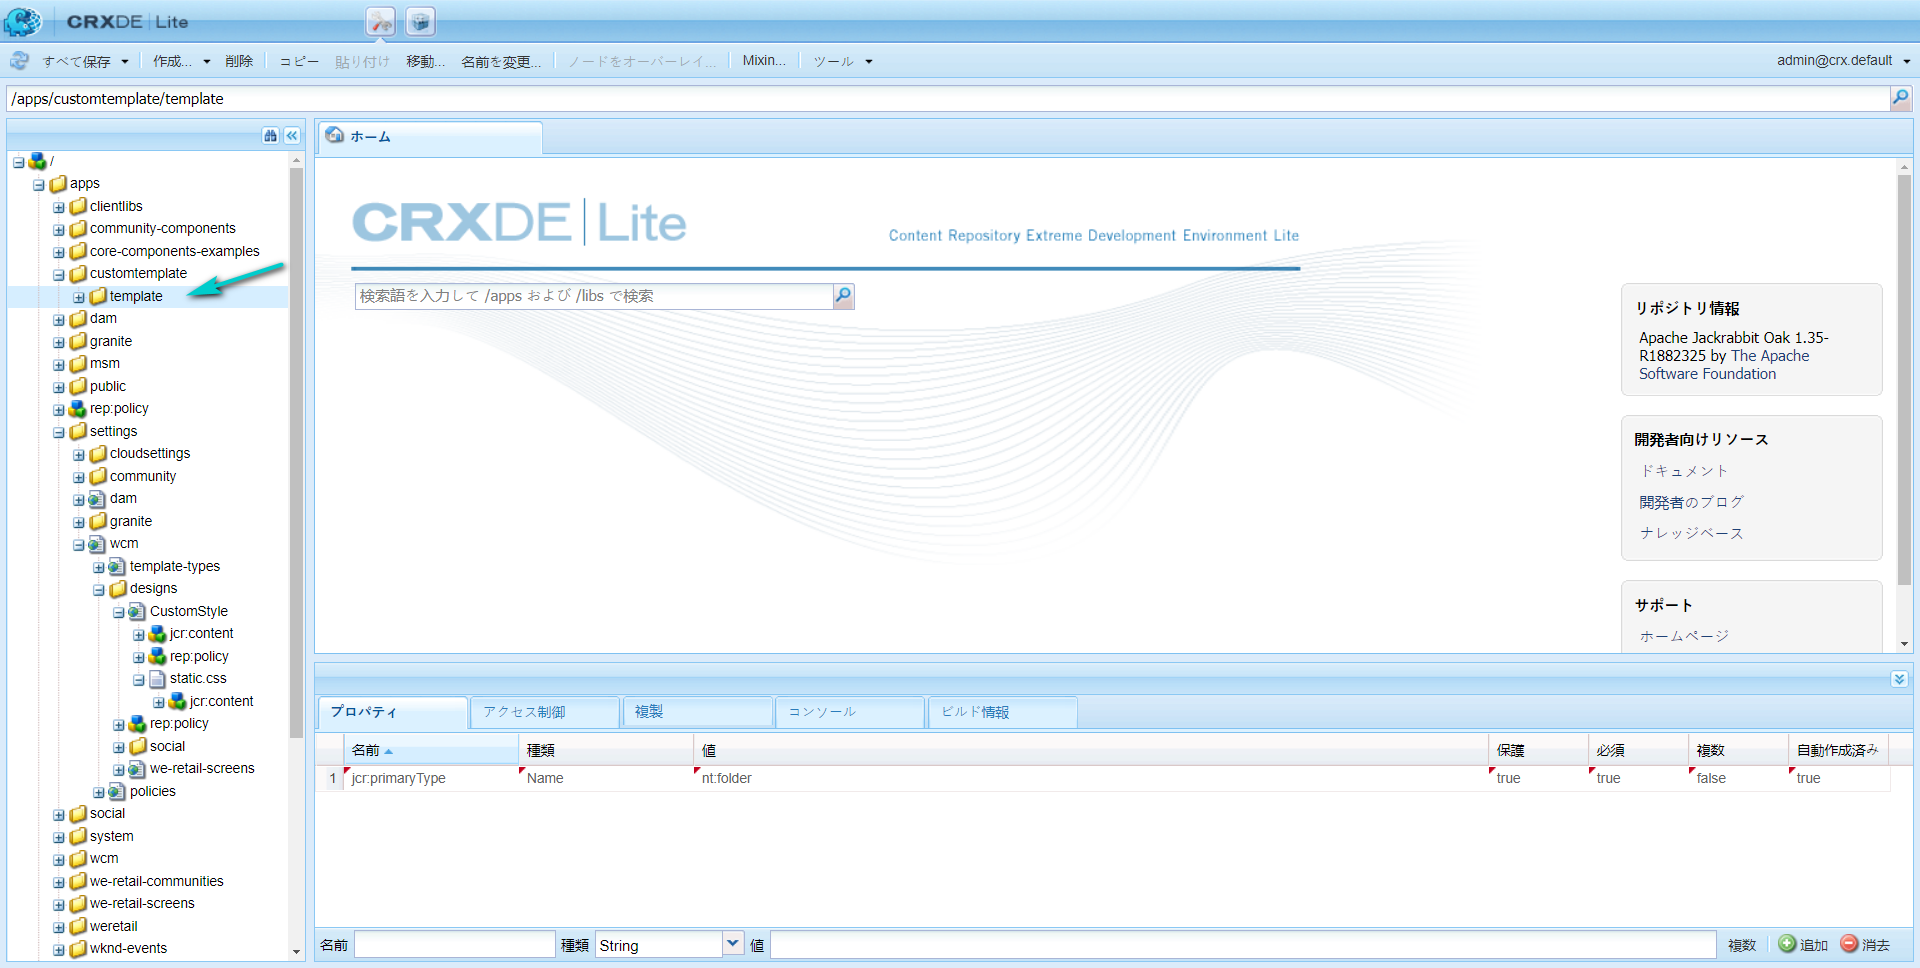 CRXDE | Lite
すべて保存 作成... 削除 コピー 貼り付け 移動... 名前を変更... ノードをオーバーレイ... Mixin... ツール admin@crx.default
/apps/customtemplate/template
/
apps
clientlibs
community-components
core-components-examples
customtemplate
template
dam
granite
msm
public
rep:policy
settings
cloudsettings
community
dam
granite
wcm
template-types
designs
CustomStyle
jcr:content
rep:policy
static.css
jcr:content
rep:policy
social
we-retail-screens
policies
social
system
wcm
we-retail-communities
we-retail-screens
weretail
wknd-events
ホーム
CRXDE | Lite
Content Repository Extreme Development Environment Lite
検索語を入力して /apps および /libs で検索
リポジトリ情報
Apache Jackrabbit Oak 1.35-
R1882325 by The Apache
Software Foundation
開発者向けリソース
ドキュメント
開発者のブログ
ナレッジベース
サポート
ホームページ
プロパティ アクセス制御 複製 コンソール ビルド情報
名前 種類 値 保護 必須 複数 自動作成済み
1 jcr:primaryType Name nt:folder true true false true
名前 種類 String 値 複数 追加 消去